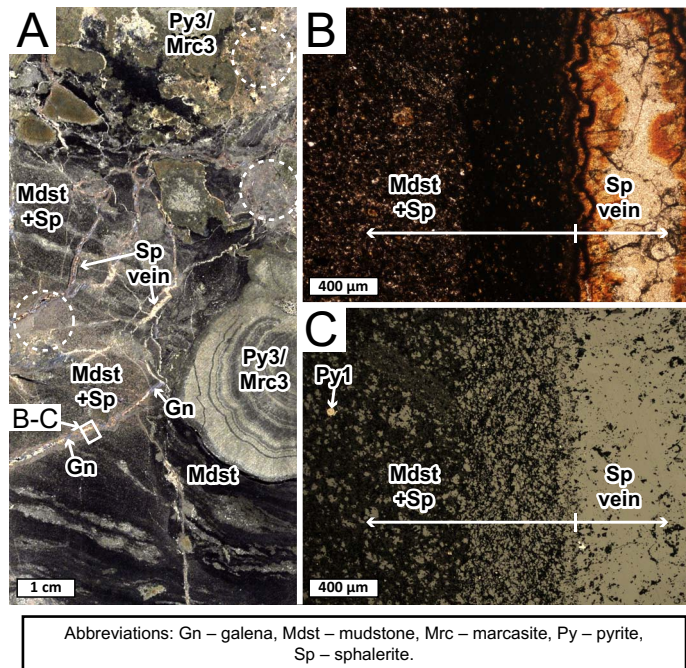 A
Py3/
Mrc3
Mdst
+Sp
Sp
vein
Py3/
Mrc3
Mdst
+Sp
Gn
B-C
Gn
Mdst
1 cm
B
Mdst
+Sp
Sp
vein
400 µm
C
Py1
Mdst
+Sp
Sp
vein
400 µm
Abbreviations: Gn – galena, Mdst – mudstone, Mrc – marcasite, Py – pyrite,
Sp – sphalerite.